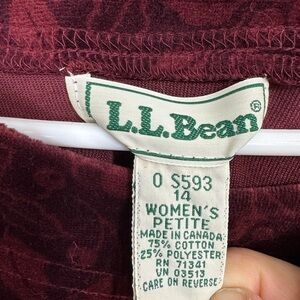 L.L.Bean®
0 S593
14
WOMEN'S
PETITE
MADE IN CANADA
75% COTTON
25% POLYESTER
RN 71341
VN 03513
CARE ON REVERSE